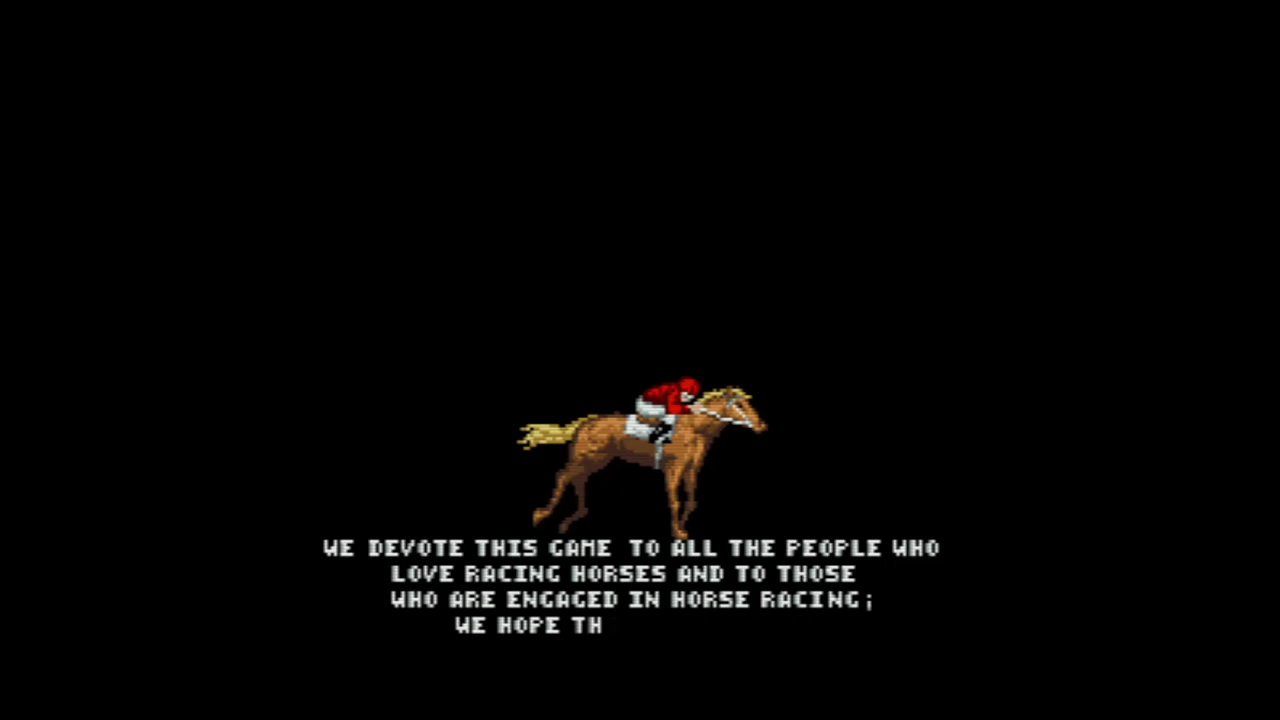 WE DEVOTE THIS GAME TO ALL THE PEOPLE WHO
LOVE RACING HORSES AND TO THOSE
WHO ARE ENGAGED IN HORSE RACING;
WE HOPE TH